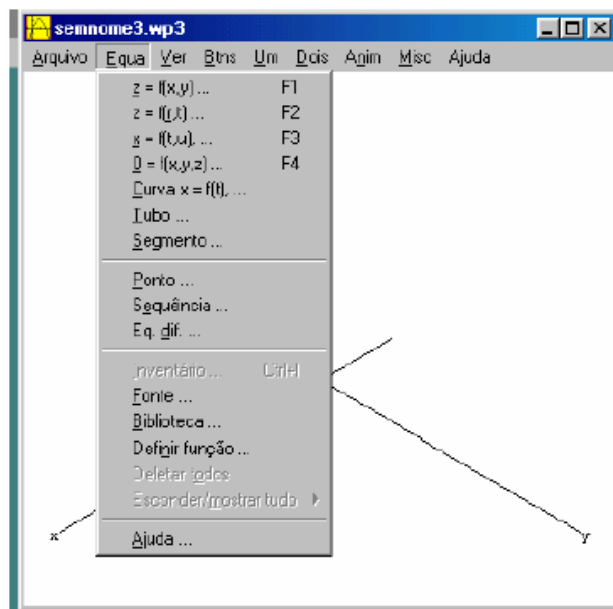 semnome3.wp3
Arquivo Equa Ver Btns Um Dois Anim Misc Ajuda
z = f(x,y) ... F1
z = f(r,t) ... F2
x = f(t,u), ... F3
0 = f(x,y,z) ... F4
Curva x = f(t), ...
Tubo ...
Segmento ...
Ponto ...
Sequência ...
Eq. dif. ...
Inventário ... Ctrl+I
Fonte ...
Biblioteca ...
Definir função ...
Deletar todos
Esconder/mostrar tudo
Ajuda ...
x
y